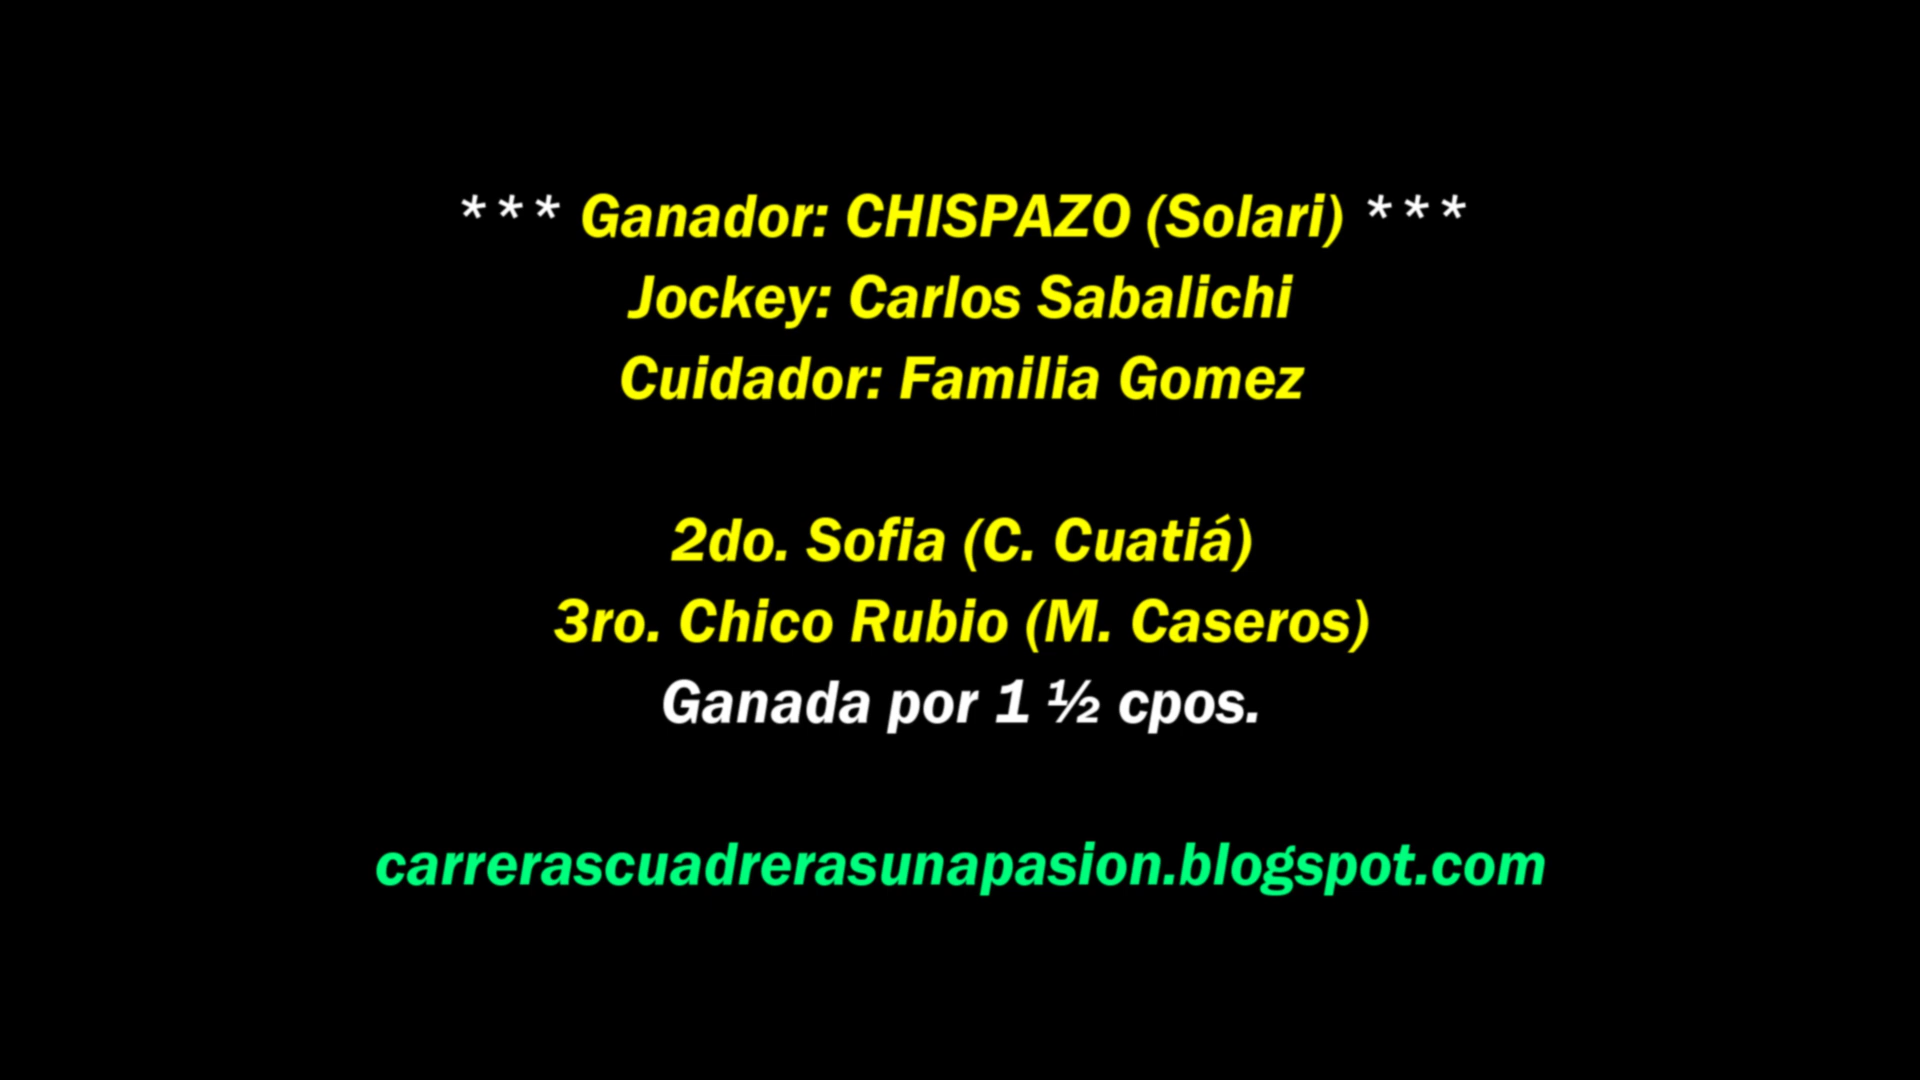 *** Ganador: CHISPAZO (Solari) ***
Jockey: Carlos Sabalichi
Cuidador: Familia Gomez
2do. Sofia (C. Cuatiá)
3ro. Chico Rubio (M. Caseros)
Ganada por 1 ½ cpos.
carrerascuadrerasunapasion.blogspot.com